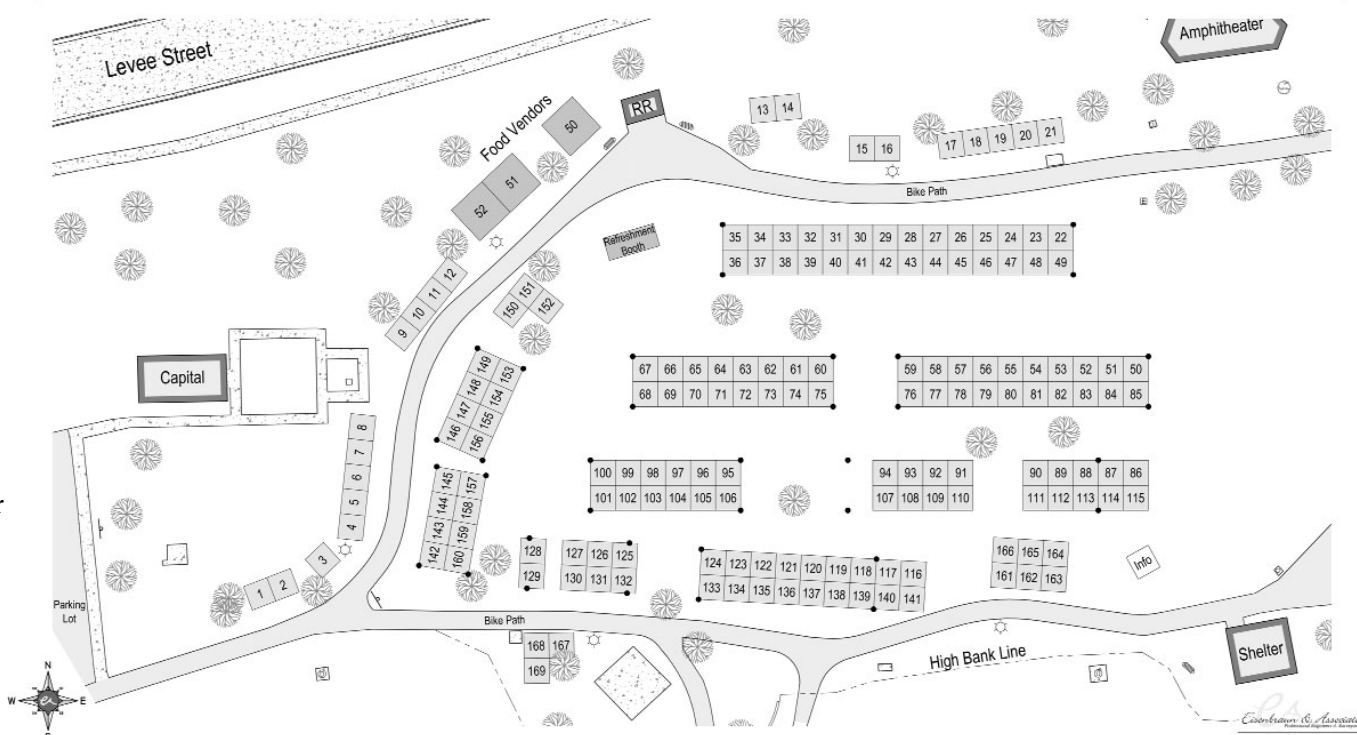 Levee Street
Amphitheater
Food Vendors
RR
50
51
52
13 14
15 16
17 18 19 20 21
Bike Path
Refreshment
Booth
35 34 33 32 31 30 29 28 27 26 25 24 23 22
36 37 38 39 40 41 42 43 44 45 46 47 48 49
9 10 11 12
150 151
152
Capital
67 66 65 64 63 62 61 60
68 69 70 71 72 73 74 75
59 58 57 56 55 54 53 52 51 50
76 77 78 79 80 81 82 83 84 85
149 153
148 154
147 155
146 156
8
7
6
5
4
3
1 2
145 157
144 158
143 159
142 160
100 99 98 97 96 95
101 102 103 104 105 106
94 93 92 91
107 108 109 110
90 89 88 87 86
111 112 113 114 115
128
129
127 126 125
130 131 132
124 123 122 121 120 119 118 117 116
133 134 135 136 137 138 139 140 141
166 165 164
161 162 163
Info
Parking
Lot
Bike Path
168 167
169
High Bank Line
Shelter
N
W E
Eisenbraun & Associates
Professional Engineers & Surveyors